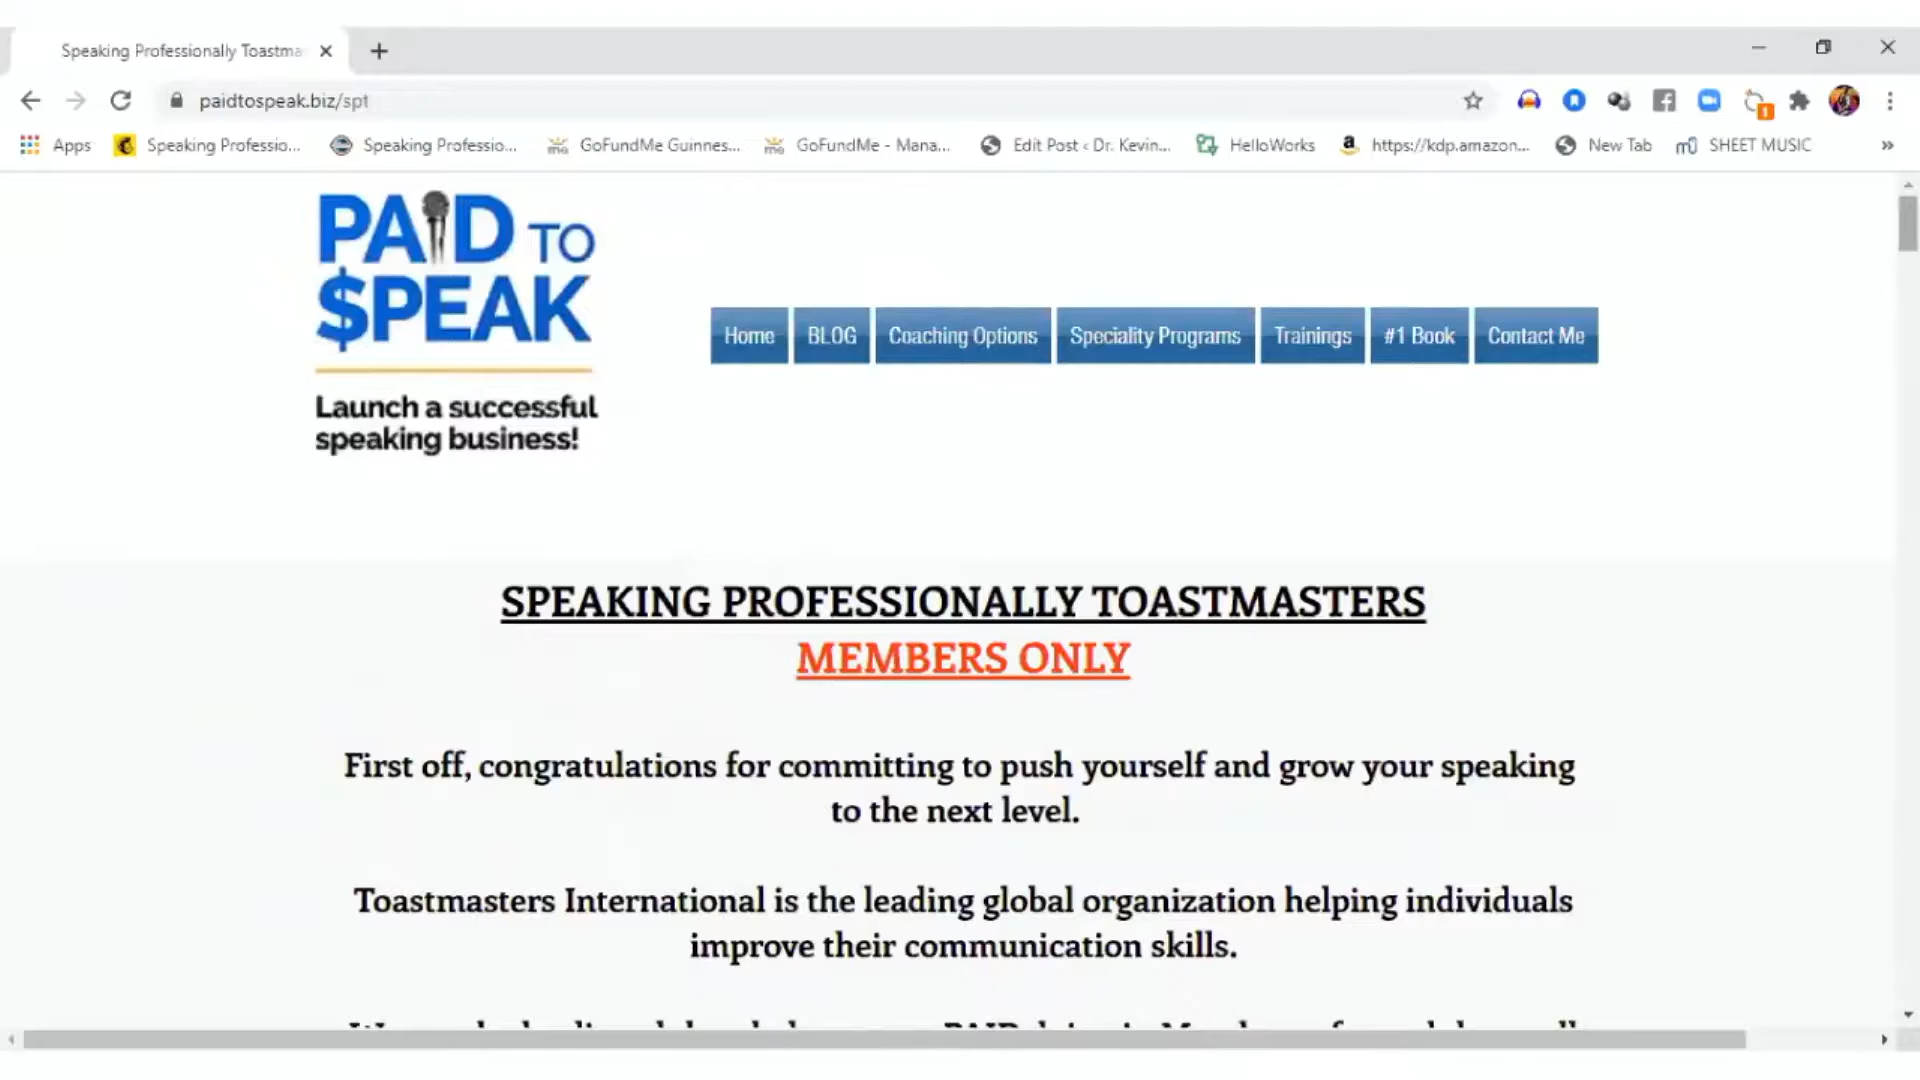 Speaking Professionally Toastma
paidtospeak.biz/spt
Apps Speaking Professio... Speaking Professio... GoFundMe Guinnes... GoFundMe - Mana... Edit Post ‹ Dr. Kevin... HelloWorks https://kdp.amazon... New Tab SHEET MUSIC »
PAID TO
$PEAK
Launch a successful
speaking business!
Home BLOG Coaching Options Speciality Programs Trainings #1 Book Contact Me
SPEAKING PROFESSIONALLY TOASTMASTERS
MEMBERS ONLY
First off, congratulations for committing to push yourself and grow your speaking
to the next level.
Toastmasters International is the leading global organization helping individuals
improve their communication skills.